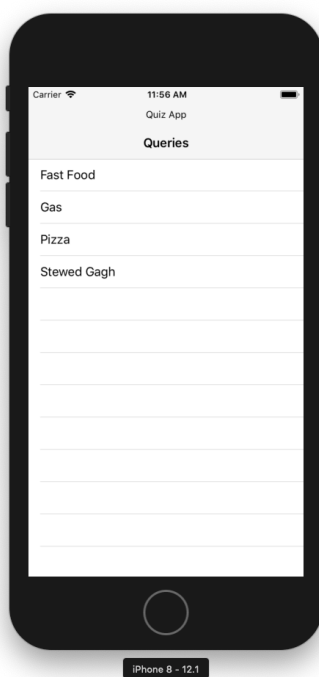 Carrier 11:56 AM
Quiz App
Queries
Fast Food
Gas
Pizza
Stewed Gagh
iPhone 8 - 12.1